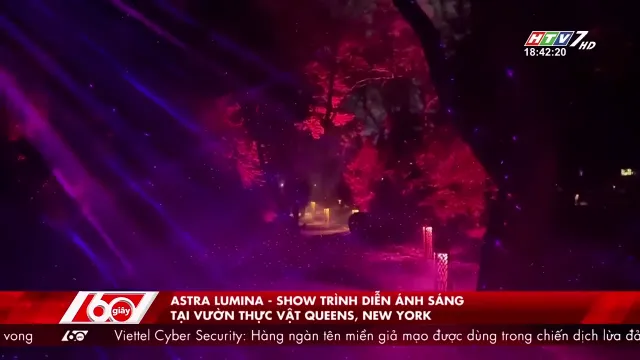 HTV7 HD
18:42:20
60 giây
ASTRA LUMINA - SHOW TRÌNH DIỄN ÁNH SÁNG
TẠI VƯỜN THỰC VẬT QUEENS, NEW YORK
vong 60 giây Viettel Cyber Security: Hàng ngàn tên miền giả mạo được dùng trong chiến dịch lừa đả